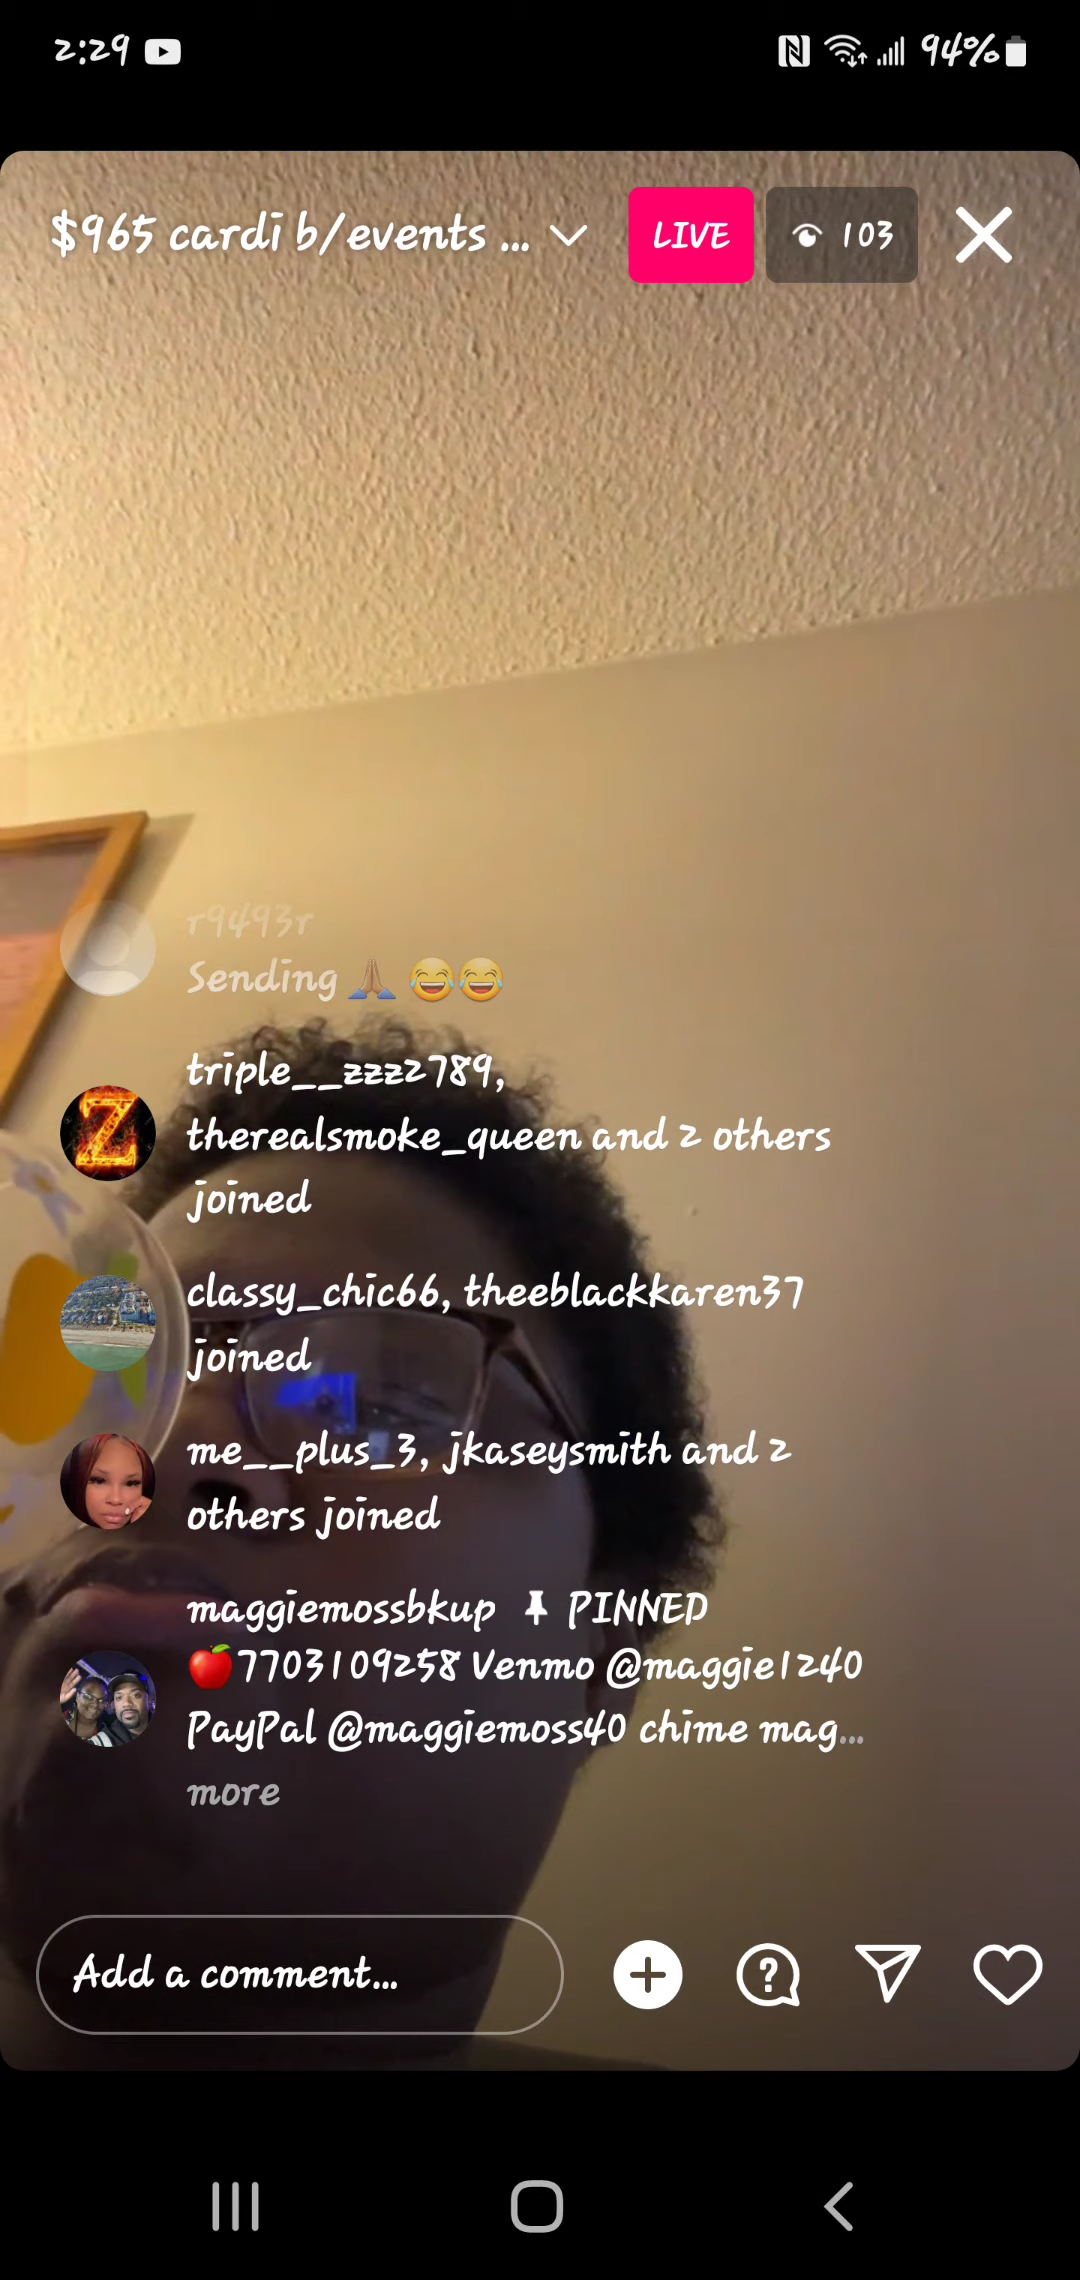 2:29
94%
$965 cardi b/events ...
LIVE
103
r9493r
Sending 🙏🏽 😂😂
triple__zzz2789,
therealsmoke_queen and 2 others
joined
classy_chic66, theeblackkaren37
joined
me__plus_3, jkaseysmith and 2
others joined
maggiemossbkup 📌 PINNED
🍎7703109258 Venmo @maggie1240
PayPal @maggiemoss40 chime mag...
more
Add a comment...